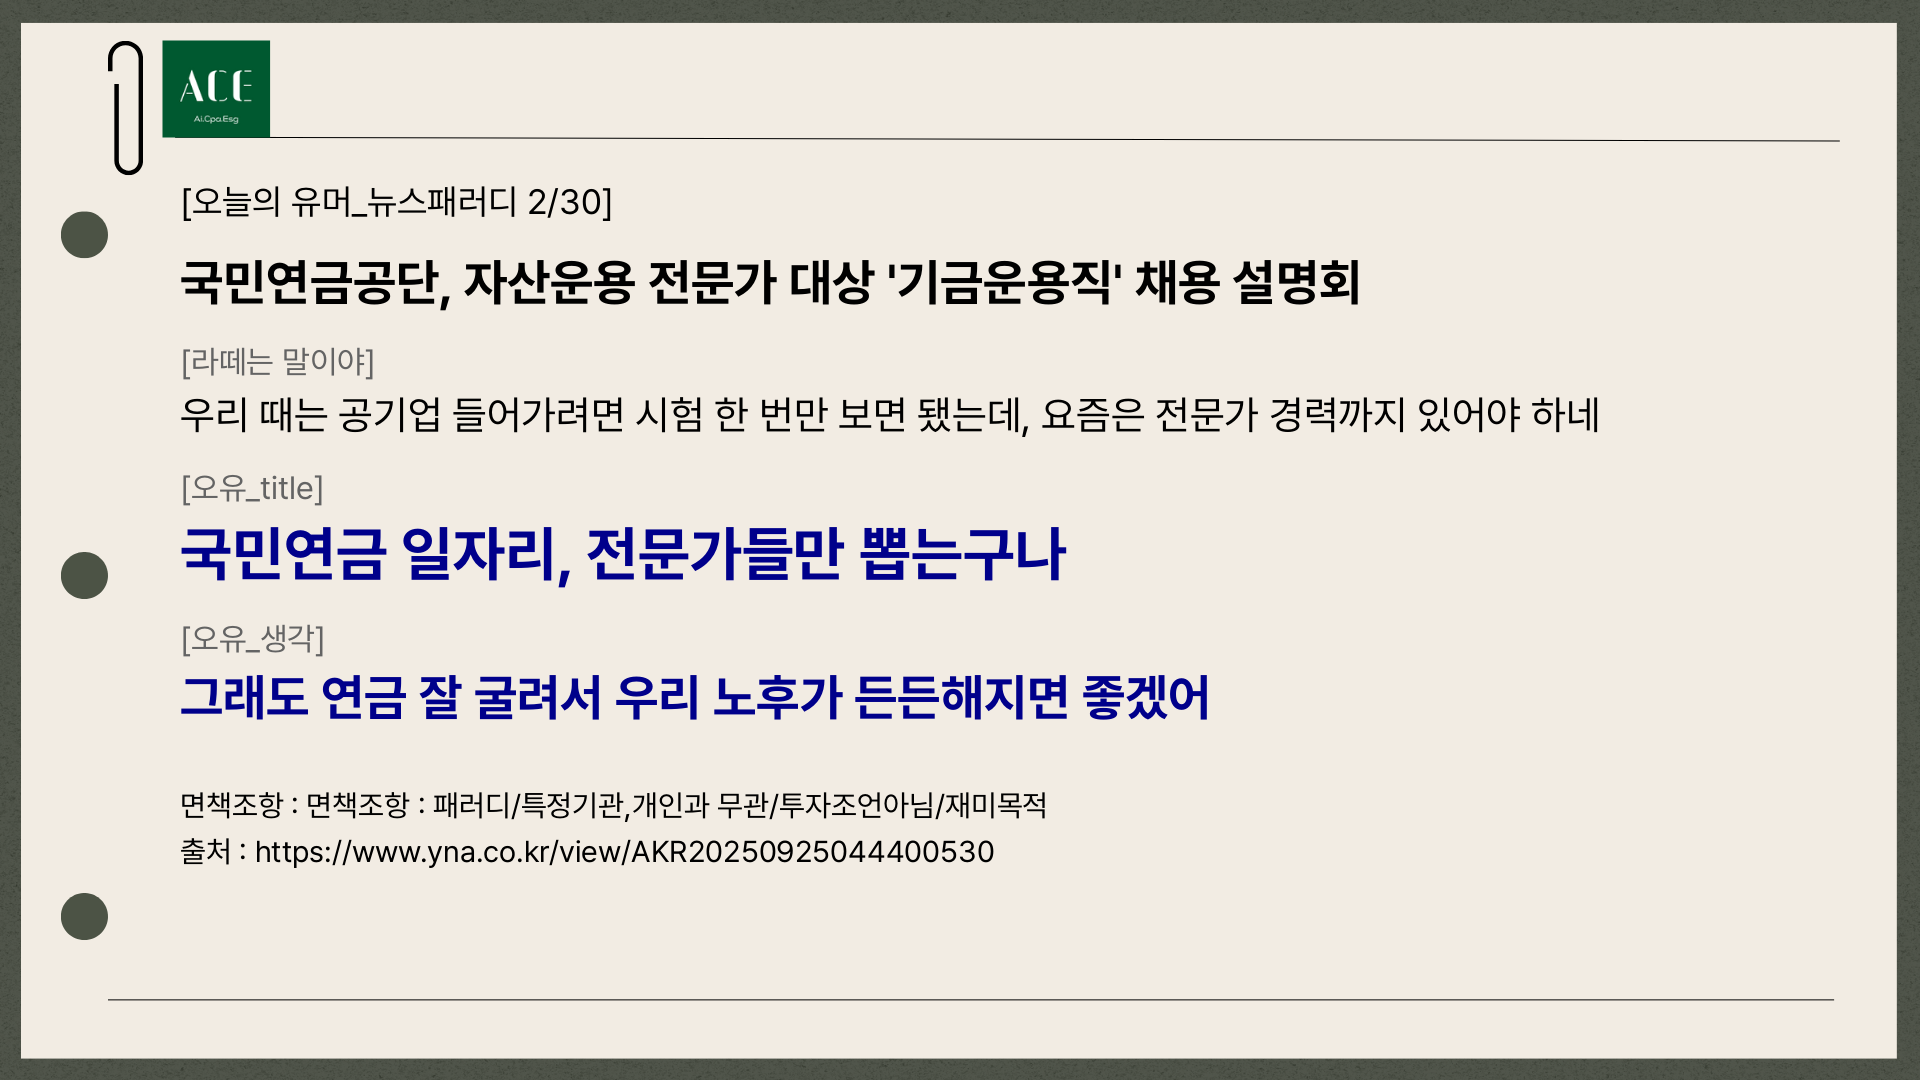 ACE
Ai.Cpa.Esg
[오늘의 유머_뉴스패러디 2/30]
국민연금공단, 자산운용 전문가 대상 '기금운용직' 채용 설명회
[라떼는 말이야]
우리 때는 공기업 들어가려면 시험 한 번만 보면 됐는데, 요즘은 전문가 경력까지 있어야 하네
[오유_title]
국민연금 일자리, 전문가들만 뽑는구나
[오유_생각]
그래도 연금 잘 굴려서 우리 노후가 든든해지면 좋겠어
면책조항 : 면책조항 : 패러디/특정기관,개인과 무관/투자조언아님/재미목적
출처 : https://www.yna.co.kr/view/AKR20250925044400530